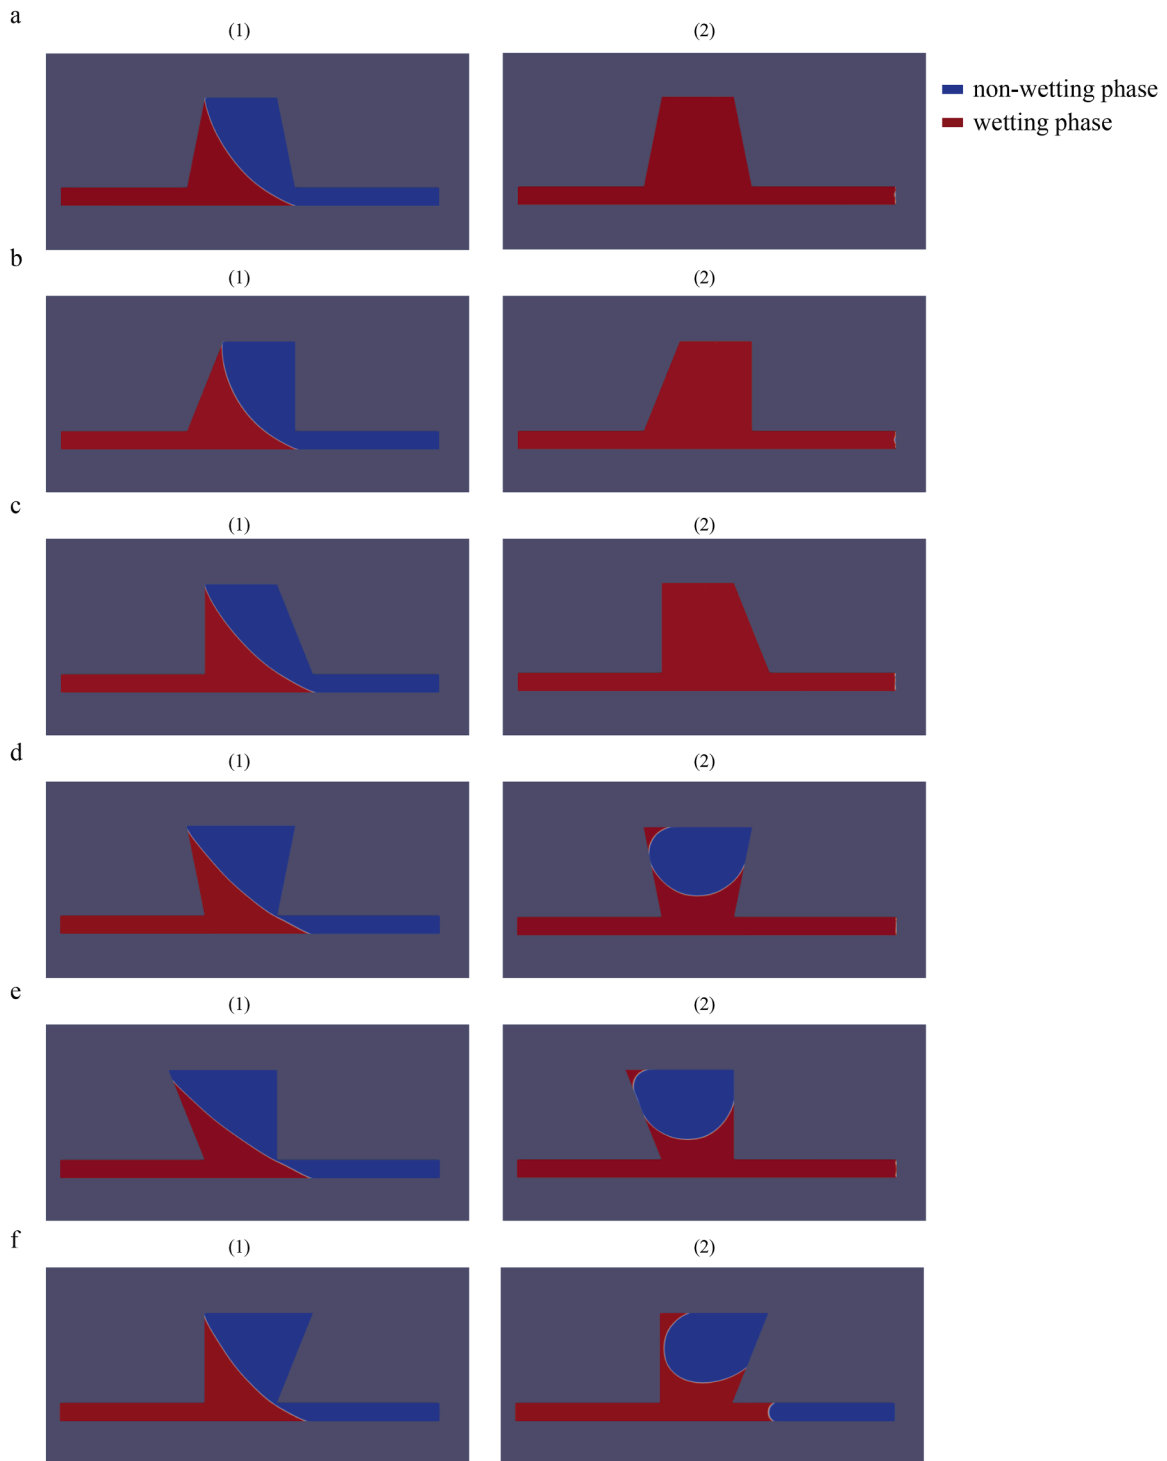 a
(1)
(2)
non-wetting phase
wetting phase
b
(1)
(2)
c
(1)
(2)
d
(1)
(2)
e
(1)
(2)
f
(1)
(2)